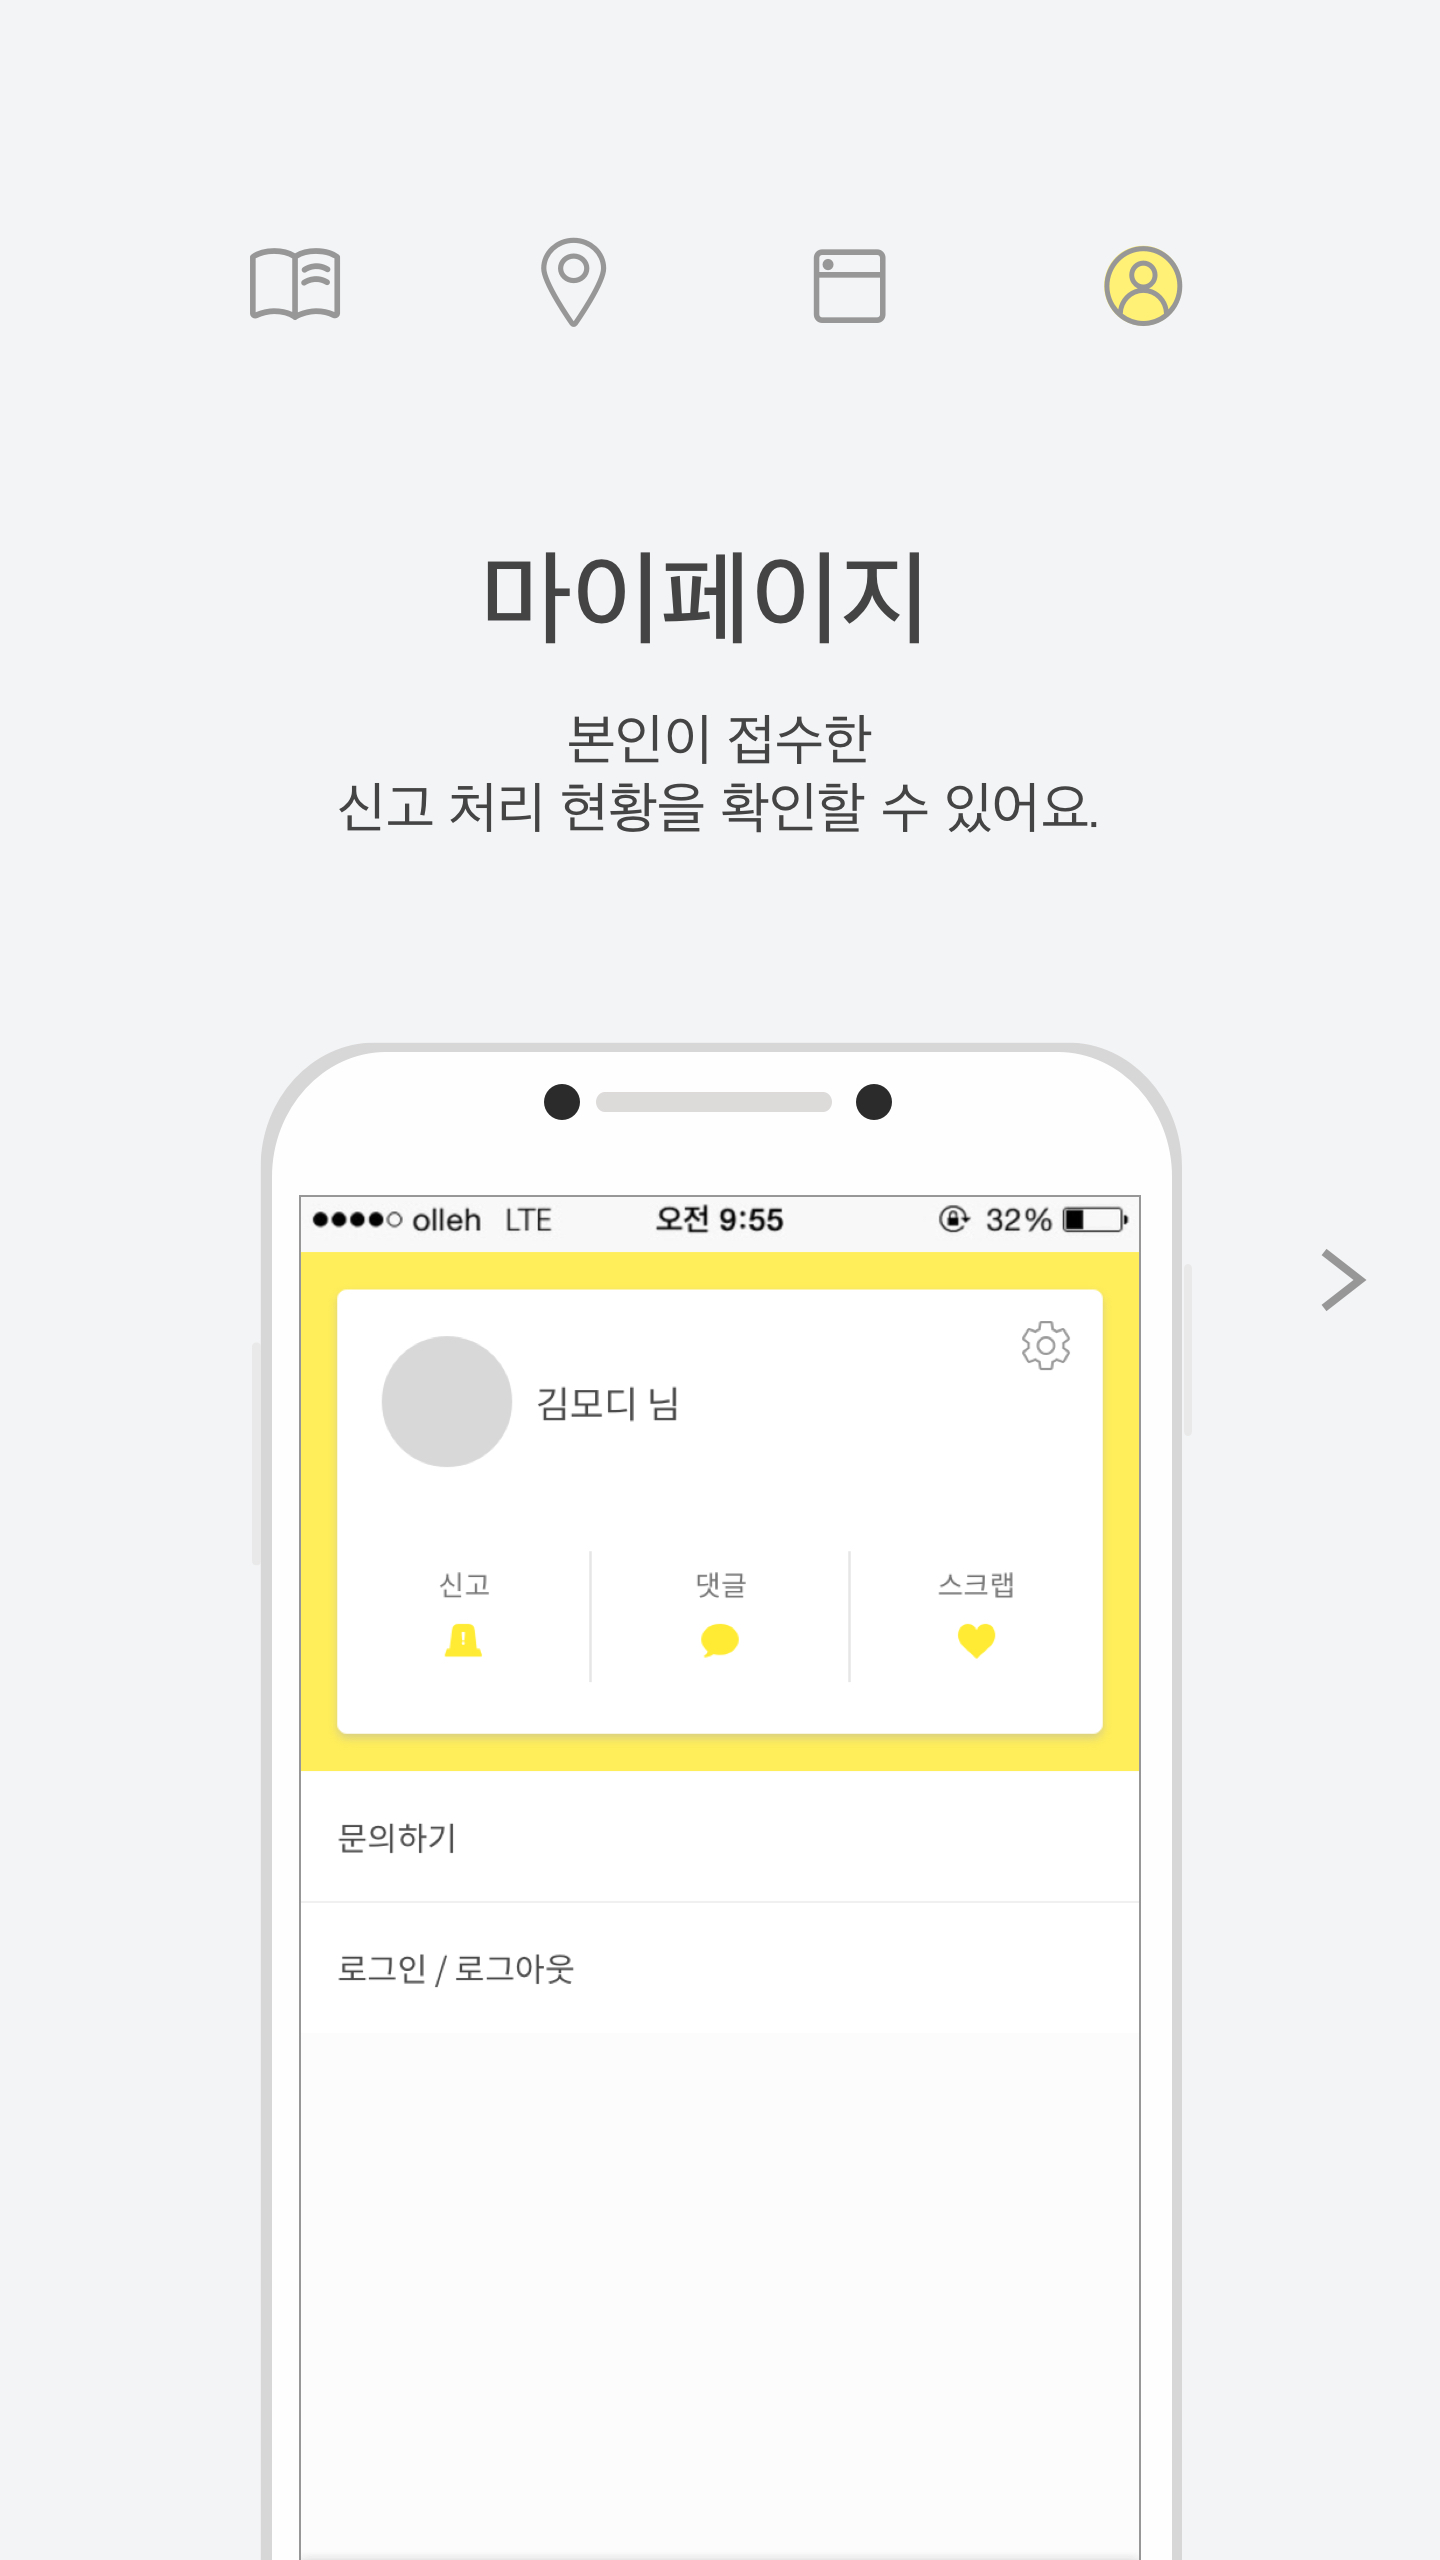 마이페이지
본인이 접수한
신고 처리 현황을 확인할 수 있어요.
olleh LTE 오전 9:55 32%
김모디 님
신고 댓글 스크랩
문의하기
로그인 / 로그아웃